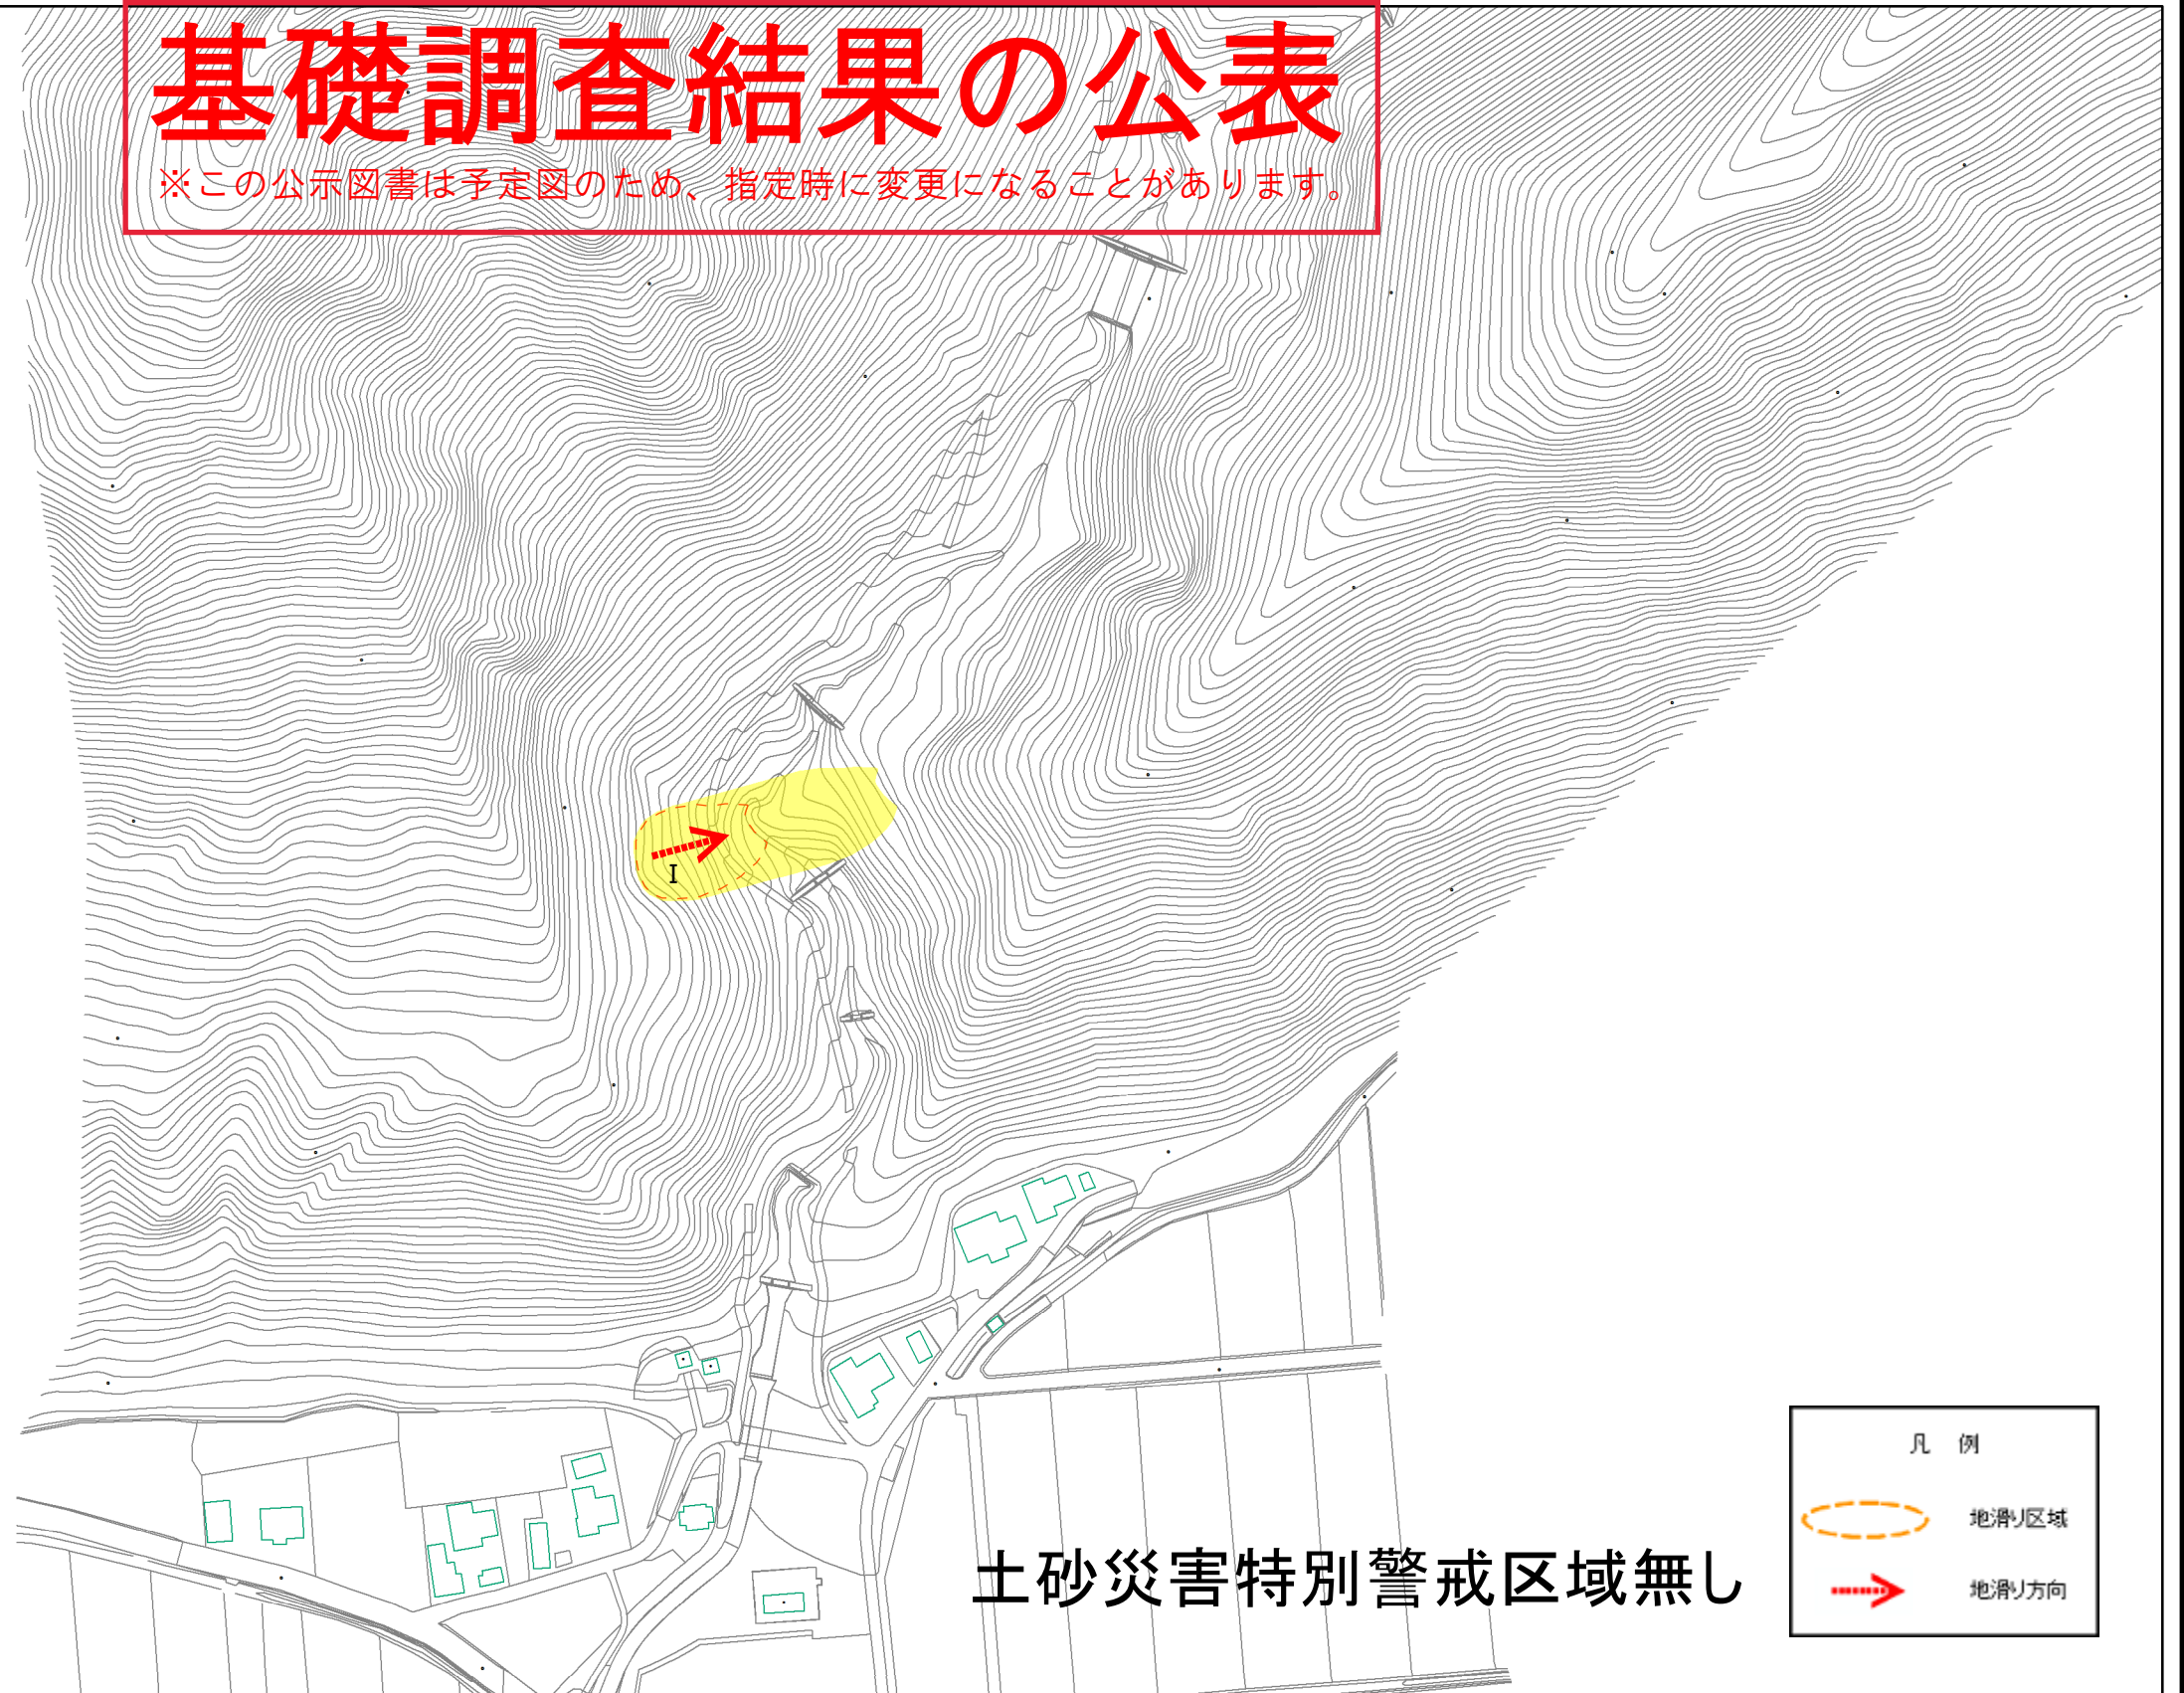 基礎調査結果の公表
※この公示図書は予定図のため、指定時に変更になることがあります。
I
土砂災害特別警戒区域無し
凡 例
地滑り区域
地滑り方向